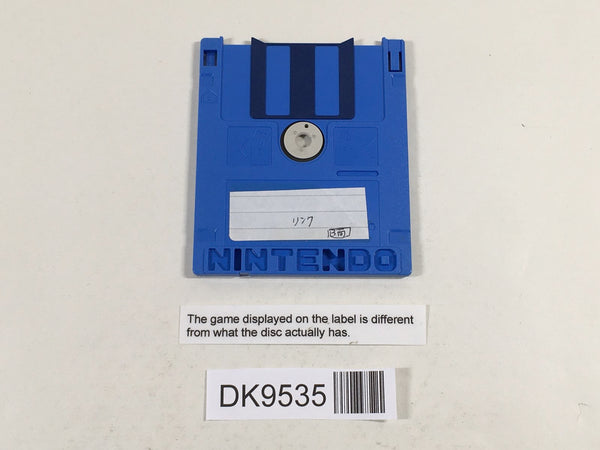 リンク
NINTENDO
The game displayed on the label is different
from what the disc actually has.
DK9535